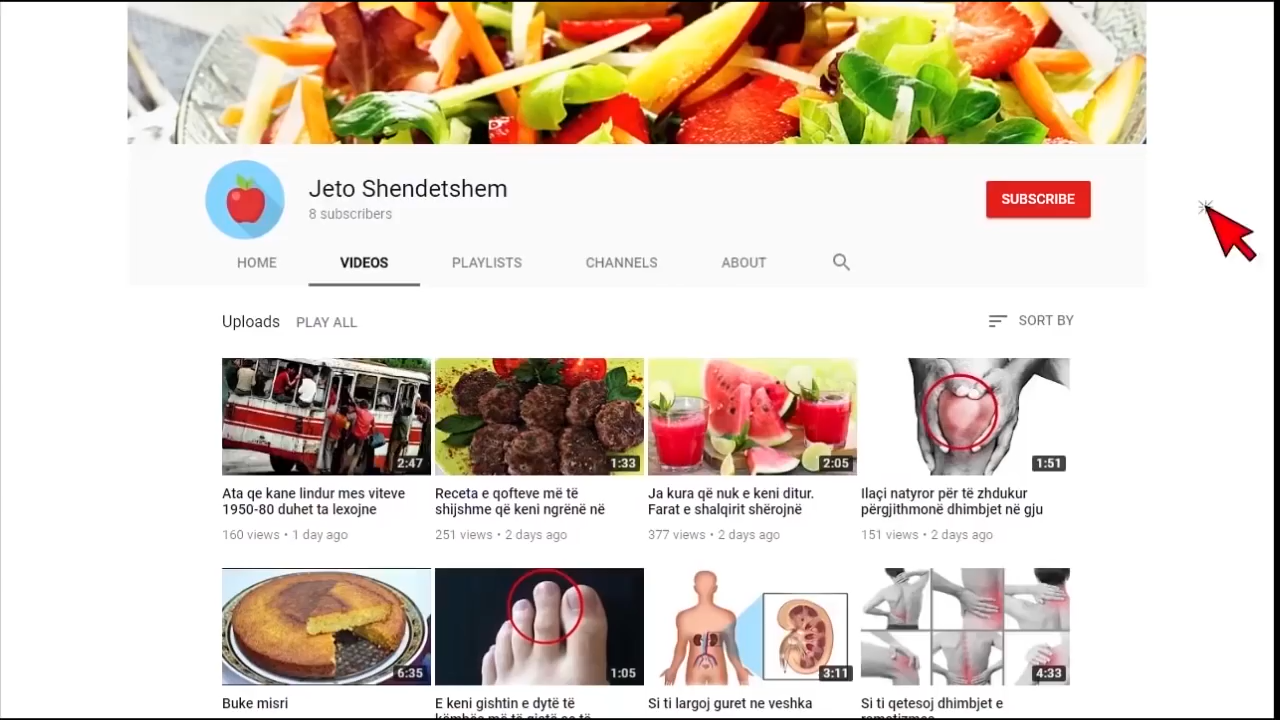 Jeto Shendetshem
8 subscribers
SUBSCRIBE
HOME VIDEOS PLAYLISTS CHANNELS ABOUT
Uploads PLAY ALL SORT BY
2:47 1:33 2:05 1:51
Ata qe kane lindur mes viteve
1950-80 duhet ta lexojne
160 views • 1 day ago
Receta e qofteve më të
shijshme që keni ngrënë në
251 views • 2 days ago
Ja kura që nuk e keni ditur.
Farat e shalqirit shërojnë
377 views • 2 days ago
Ilaçi natyror për të zhdukur
përgjithmonë dhimbjet në gju
151 views • 2 days ago
6:35 1:05 3:11 4:33
Buke misri
E keni gishtin e dytë të
Si ti largoj guret ne veshka
Si ti qetesoj dhimbjet e